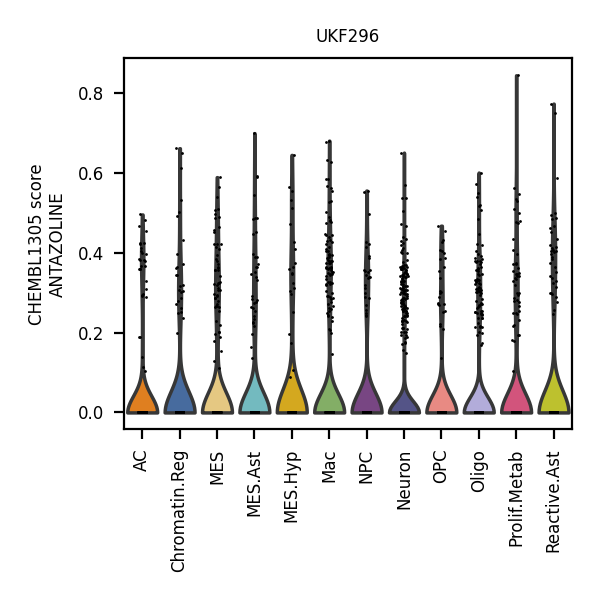 UKF296
CHEMBL1305 score
ANTAZOLINE
0.8
0.6
0.4
0.2
0.0
AC
Chromatin.Reg
MES
MES.Ast
MES.Hyp
Mac
NPC
Neuron
OPC
Oligo
Prolif.Metab
Reactive.Ast